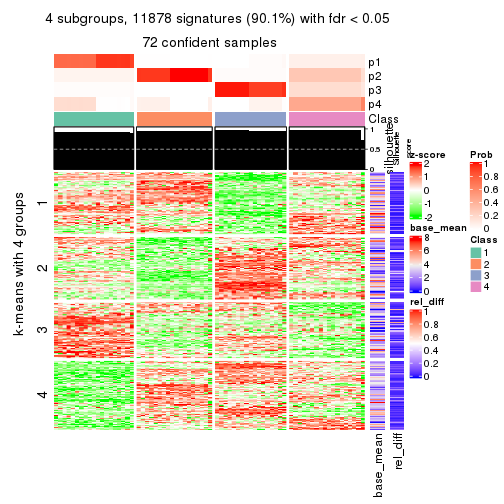 4 subgroups, 11878 signatures (90.1%) with fdr < 0.05
72 confident samples
p1
p2
p3
p4
Class
silhouette
Silhouette
score
1
0.5
0
k-means with 4 groups
1
2
3
4
base_mean
rel_diff
z-score
2
1
0
-1
-2
base_mean
8
6
4
2
0
rel_diff
1
0.8
0.6
0.4
0.2
0
Prob
1
0.8
0.6
0.4
0.2
0
Class
1
2
3
4